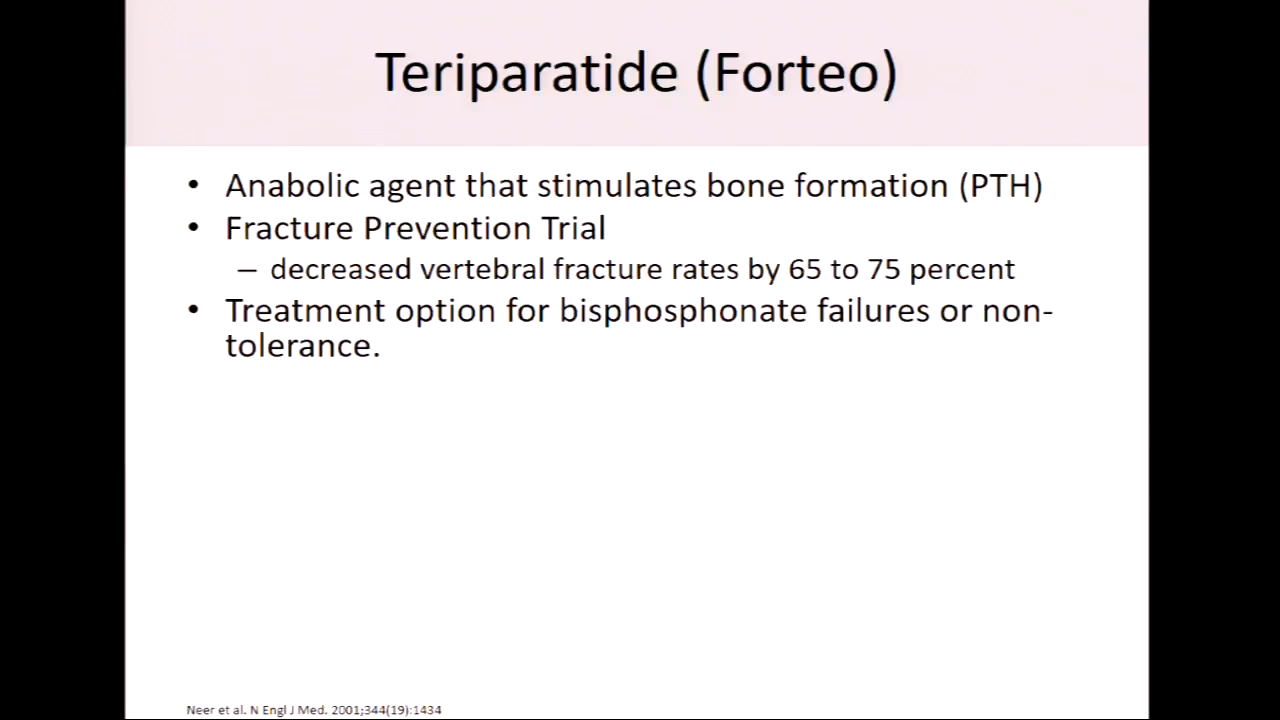 Teriparatide (Forteo)
• Anabolic agent that stimulates bone formation (PTH)
• Fracture Prevention Trial
– decreased vertebral fracture rates by 65 to 75 percent
• Treatment option for bisphosphonate failures or non-
tolerance.
Neer et al. N Engl J Med. 2001;344(19):1434